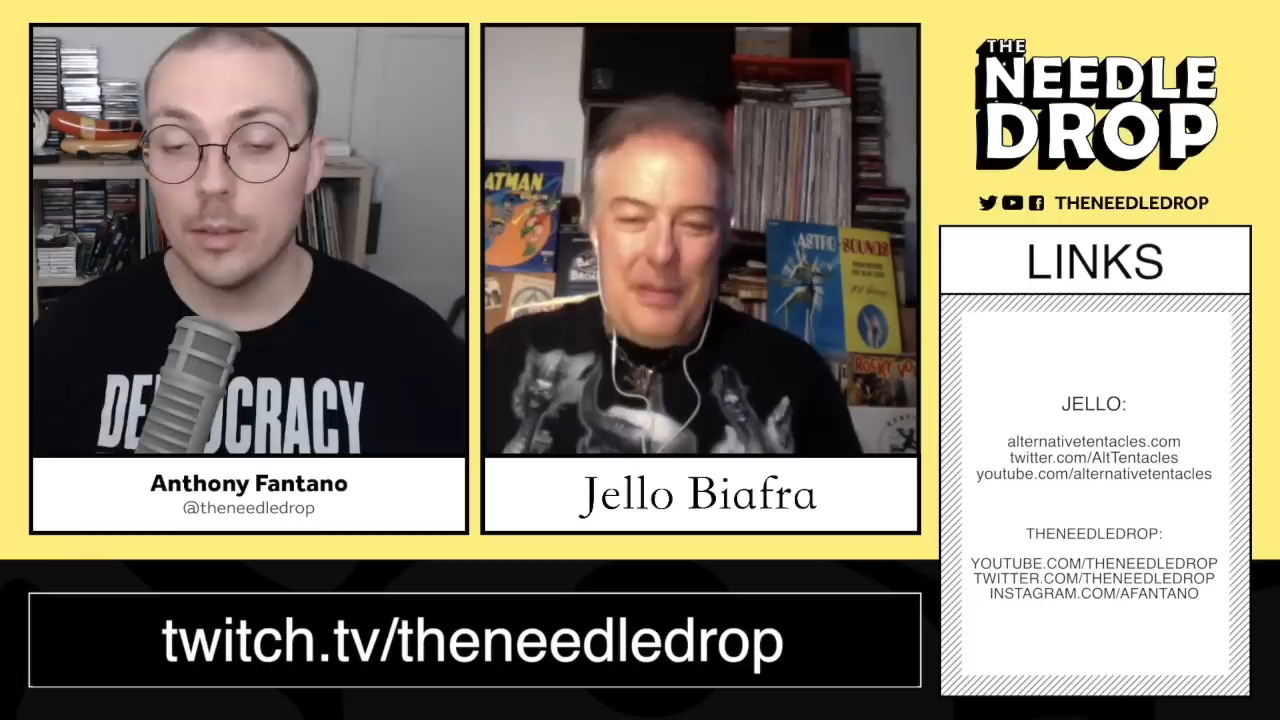 THE
NEEDLE
DROP
THENEEDLEDROP
LINKS
ATMAN
ASTRO
SOUNDS
DEMOCRACY
Anthony Fantano
@theneedledrop
Jello Biafra
JELLO:
alternativetentacles.com
twitter.com/AltTentacles
youtube.com/alternativetentacles
THENEEDLEDROP:
YOUTUBE.COM/THENEEDLEDROP
TWITTER.COM/THENEEDLEDROP
INSTAGRAM.COM/AFANTANO
twitch.tv/theneedledrop